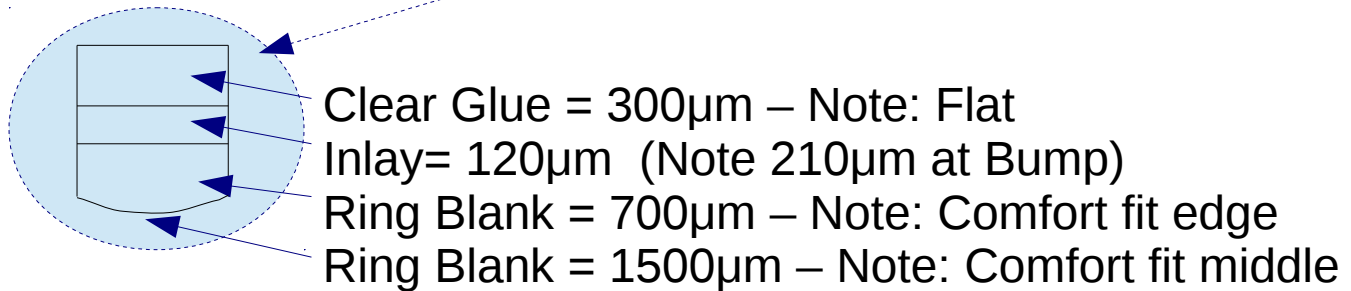 Clear Glue = 300μm – Note: Flat
Inlay= 120μm  (Note 210μm at Bump)
Ring Blank = 700μm – Note: Comfort fit edge
Ring Blank = 1500μm – Note: Comfort fit middle